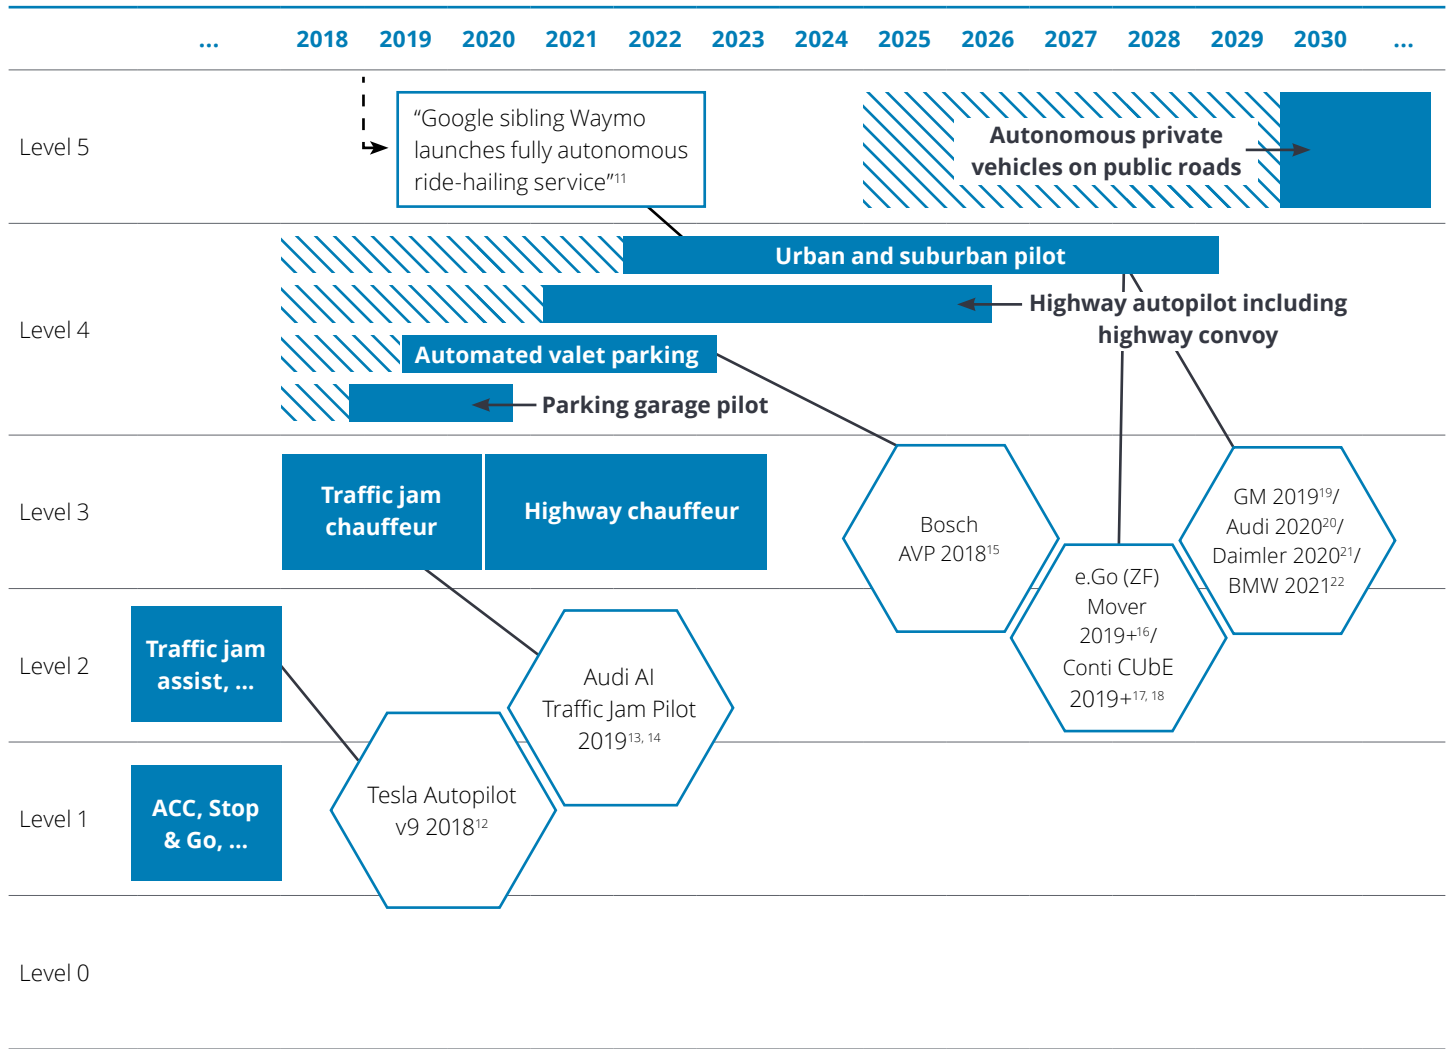 ... 2018 2019 2020 2021 2022 2023 2024 2025 2026 2027 2028 2029 2030 ...
Level 5
“Google sibling Waymo
launches fully autonomous
ride-hailing service”11
Autonomous private
vehicles on public roads
Level 4
Urban and suburban pilot
Highway autopilot including
highway convoy
Automated valet parking
Parking garage pilot
Level 3
Traffic jam
chauffeur
Highway chauffeur
Bosch
AVP 201815
GM 201919/
Audi 202020/
Daimler 202021/
BMW 202122
e.Go (ZF)
Mover
2019+16/
Conti CUbE
2019+17, 18
Level 2
Traffic jam
assist, ...
Audi AI
Traffic Jam Pilot
201913, 14
Level 1
ACC, Stop
& Go, ...
Tesla Autopilot
v9 201812
Level 0